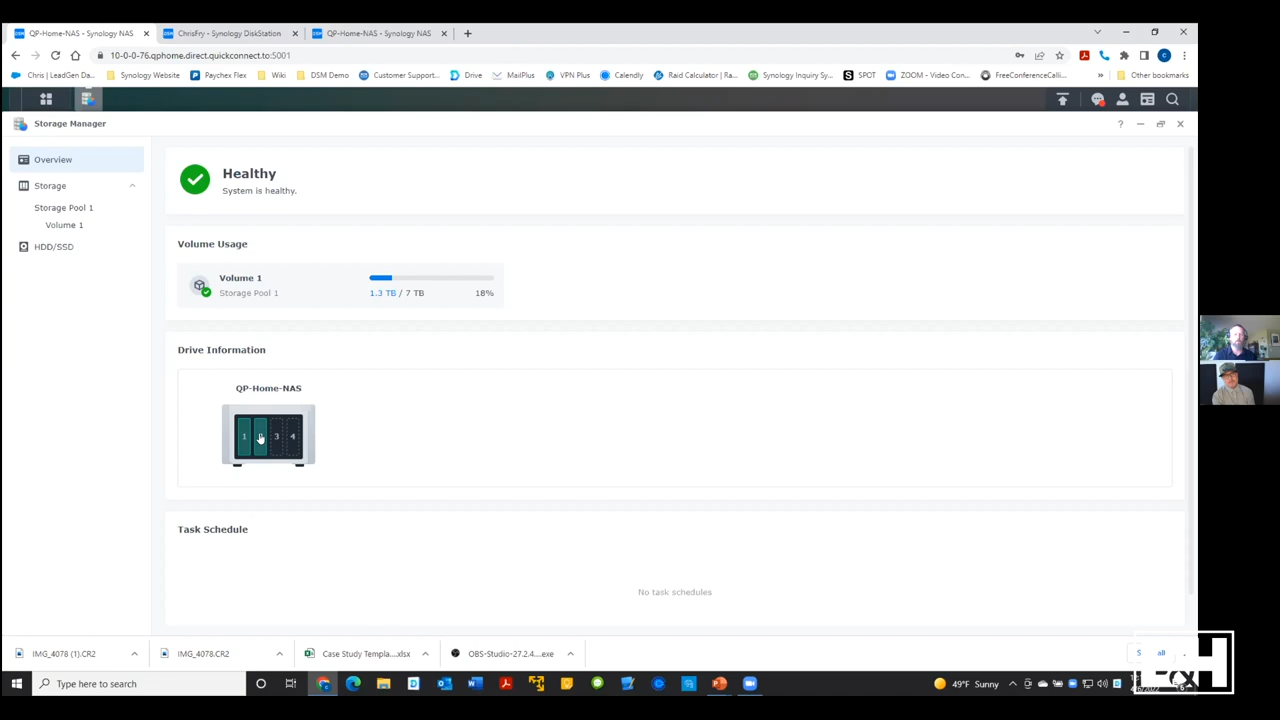 QP-Home-NAS - Synology NAS
ChrisFry - Synology DiskStation
QP-Home-NAS - Synology NAS
10-0-0-76.qphome.direct.quickconnect.to:5001
Chris | LeadGen Da...
Synology Website
Paychex Flex
Wiki
DSM Demo
Customer Support...
Drive
MailPlus
VPN Plus
Calendly
Raid Calculator | Ra...
Synology Inquiry Sy...
SPOT
ZOOM - Video Con...
FreeConferenceCalli...
Other bookmarks
Storage Manager
Overview
Storage
Storage Pool 1
Volume 1
HDD/SSD
Healthy
System is healthy.
Volume Usage
Volume 1
Storage Pool 1
1.3 TB / 7 TB
18%
Drive Information
QP-Home-NAS
1
3
4
Task Schedule
No task schedules
IMG_4078 (1).CR2
IMG_4078.CR2
Case Study Templa....xlsx
OBS-Studio-27.2.4....exe
Type here to search
49°F Sunny